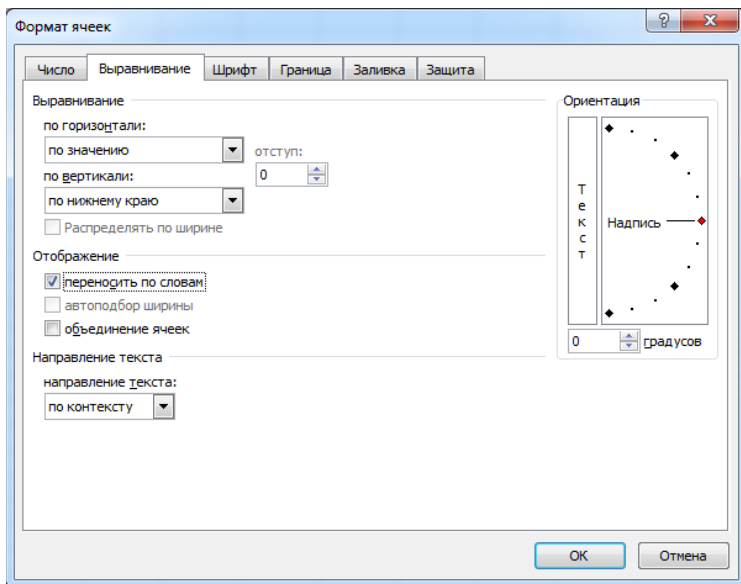 Формат ячеек
Число Выравнивание Шрифт Граница Заливка Защита
Выравнивание
по горизонтали:
по значению
отступ:
0
по вертикали:
по нижнему краю
Распределять по ширине
Отображение
переносить по словам
автоподбор ширины
объединение ячеек
Направление текста
направление текста:
по контексту
Ориентация
Текст
Надпись
0 градусов
ОК Отмена